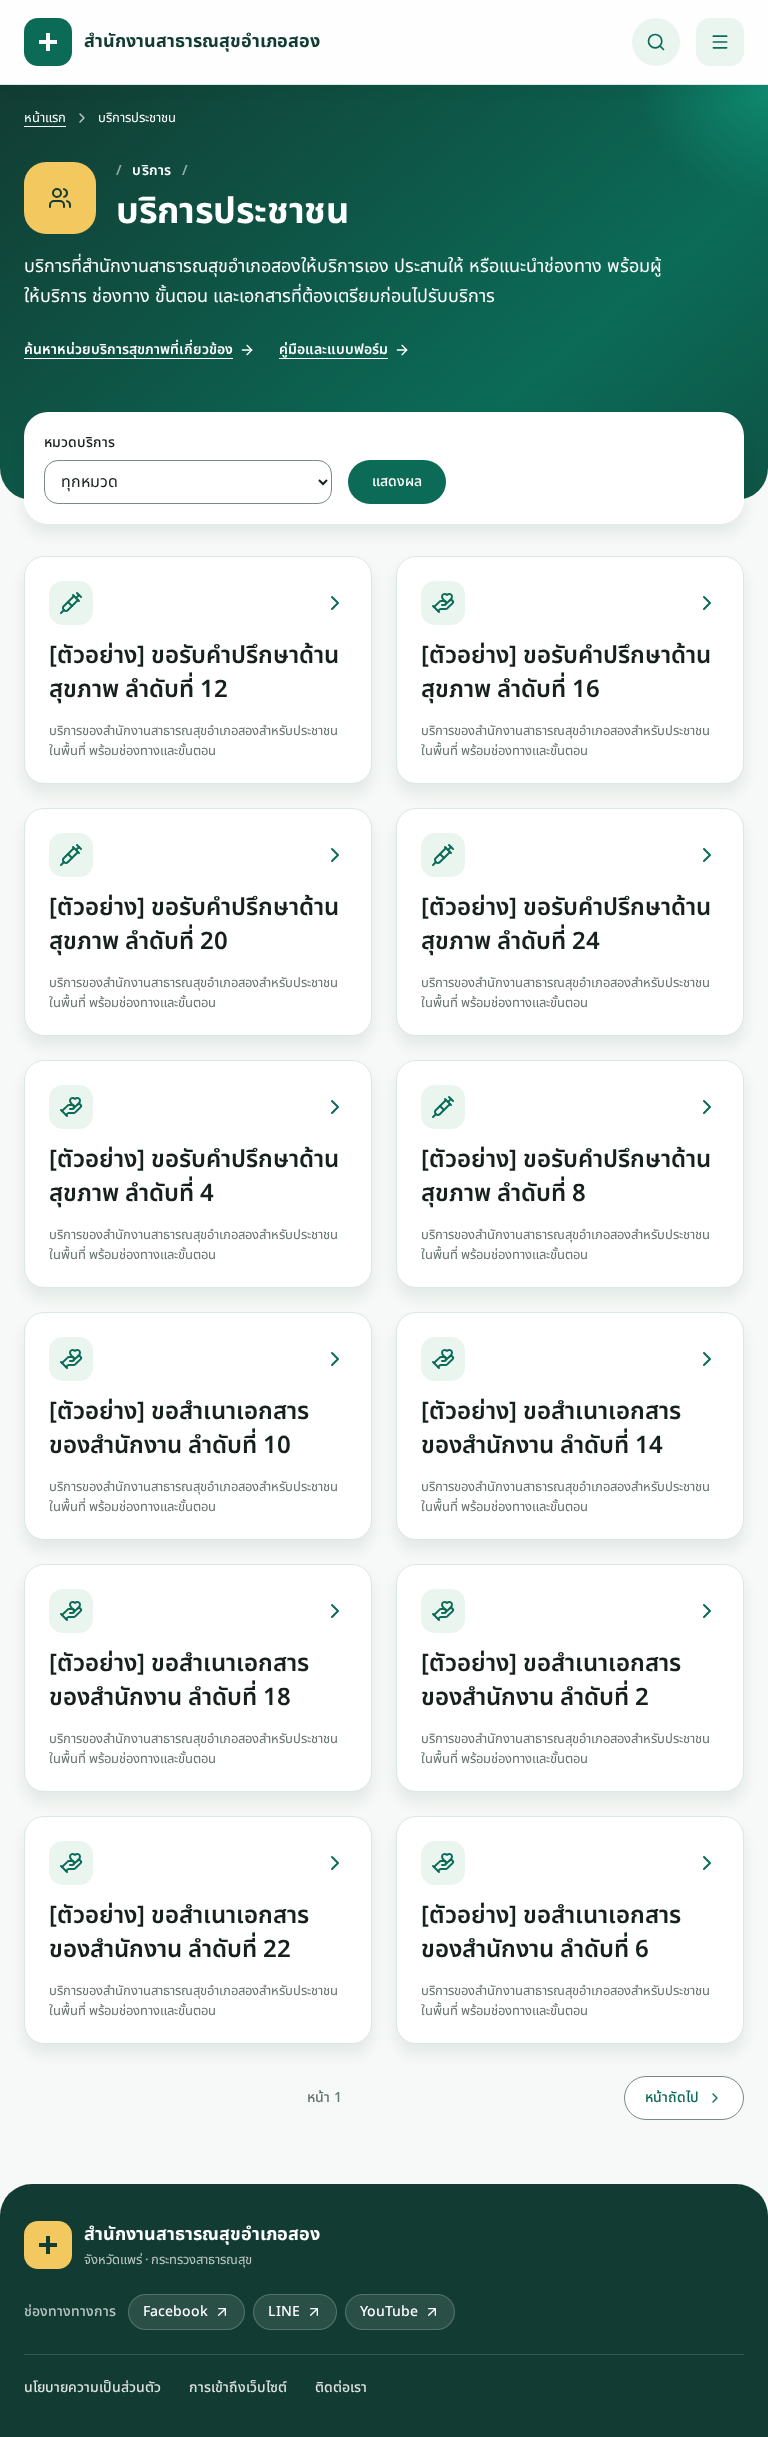 สำนักงานสาธารณสุขอำเภอสอง
หน้าแรก
บริการประชาชน
/ บริการ /
บริการประชาชน
บริการที่สำนักงานสาธารณสุขอำเภอสองให้บริการเอง ประสานให้ หรือแนะนำช่องทาง พร้อมผู้
ให้บริการ ช่องทาง ขั้นตอน และเอกสารที่ต้องเตรียมก่อนไปรับบริการ
ค้นหาหน่วยบริการสุขภาพที่เกี่ยวข้อง
คู่มือและแบบฟอร์ม
หมวดบริการ
ทุกหมวด
แสดงผล
[ตัวอย่าง] ขอรับคำปรึกษาด้าน
สุขภาพ ลำดับที่ 12
บริการของสำนักงานสาธารณสุขอำเภอสองสำหรับประชาชน
ในพื้นที่ พร้อมช่องทางและขั้นตอน
[ตัวอย่าง] ขอรับคำปรึกษาด้าน
สุขภาพ ลำดับที่ 16
บริการของสำนักงานสาธารณสุขอำเภอสองสำหรับประชาชน
ในพื้นที่ พร้อมช่องทางและขั้นตอน
[ตัวอย่าง] ขอรับคำปรึกษาด้าน
สุขภาพ ลำดับที่ 20
บริการของสำนักงานสาธารณสุขอำเภอสองสำหรับประชาชน
ในพื้นที่ พร้อมช่องทางและขั้นตอน
[ตัวอย่าง] ขอรับคำปรึกษาด้าน
สุขภาพ ลำดับที่ 24
บริการของสำนักงานสาธารณสุขอำเภอสองสำหรับประชาชน
ในพื้นที่ พร้อมช่องทางและขั้นตอน
[ตัวอย่าง] ขอรับคำปรึกษาด้าน
สุขภาพ ลำดับที่ 4
บริการของสำนักงานสาธารณสุขอำเภอสองสำหรับประชาชน
ในพื้นที่ พร้อมช่องทางและขั้นตอน
[ตัวอย่าง] ขอรับคำปรึกษาด้าน
สุขภาพ ลำดับที่ 8
บริการของสำนักงานสาธารณสุขอำเภอสองสำหรับประชาชน
ในพื้นที่ พร้อมช่องทางและขั้นตอน
[ตัวอย่าง] ขอสำเนาเอกสาร
ของสำนักงาน ลำดับที่ 10
บริการของสำนักงานสาธารณสุขอำเภอสองสำหรับประชาชน
ในพื้นที่ พร้อมช่องทางและขั้นตอน
[ตัวอย่าง] ขอสำเนาเอกสาร
ของสำนักงาน ลำดับที่ 14
บริการของสำนักงานสาธารณสุขอำเภอสองสำหรับประชาชน
ในพื้นที่ พร้อมช่องทางและขั้นตอน
[ตัวอย่าง] ขอสำเนาเอกสาร
ของสำนักงาน ลำดับที่ 18
บริการของสำนักงานสาธารณสุขอำเภอสองสำหรับประชาชน
ในพื้นที่ พร้อมช่องทางและขั้นตอน
[ตัวอย่าง] ขอสำเนาเอกสาร
ของสำนักงาน ลำดับที่ 2
บริการของสำนักงานสาธารณสุขอำเภอสองสำหรับประชาชน
ในพื้นที่ พร้อมช่องทางและขั้นตอน
[ตัวอย่าง] ขอสำเนาเอกสาร
ของสำนักงาน ลำดับที่ 22
บริการของสำนักงานสาธารณสุขอำเภอสองสำหรับประชาชน
ในพื้นที่ พร้อมช่องทางและขั้นตอน
[ตัวอย่าง] ขอสำเนาเอกสาร
ของสำนักงาน ลำดับที่ 6
บริการของสำนักงานสาธารณสุขอำเภอสองสำหรับประชาชน
ในพื้นที่ พร้อมช่องทางและขั้นตอน
หน้า 1
หน้าถัดไป
สำนักงานสาธารณสุขอำเภอสอง
จังหวัดแพร่ · กระทรวงสาธารณสุข
ช่องทางทางการ
Facebook
LINE
YouTube
นโยบายความเป็นส่วนตัว
การเข้าถึงเว็บไซต์
ติดต่อเรา